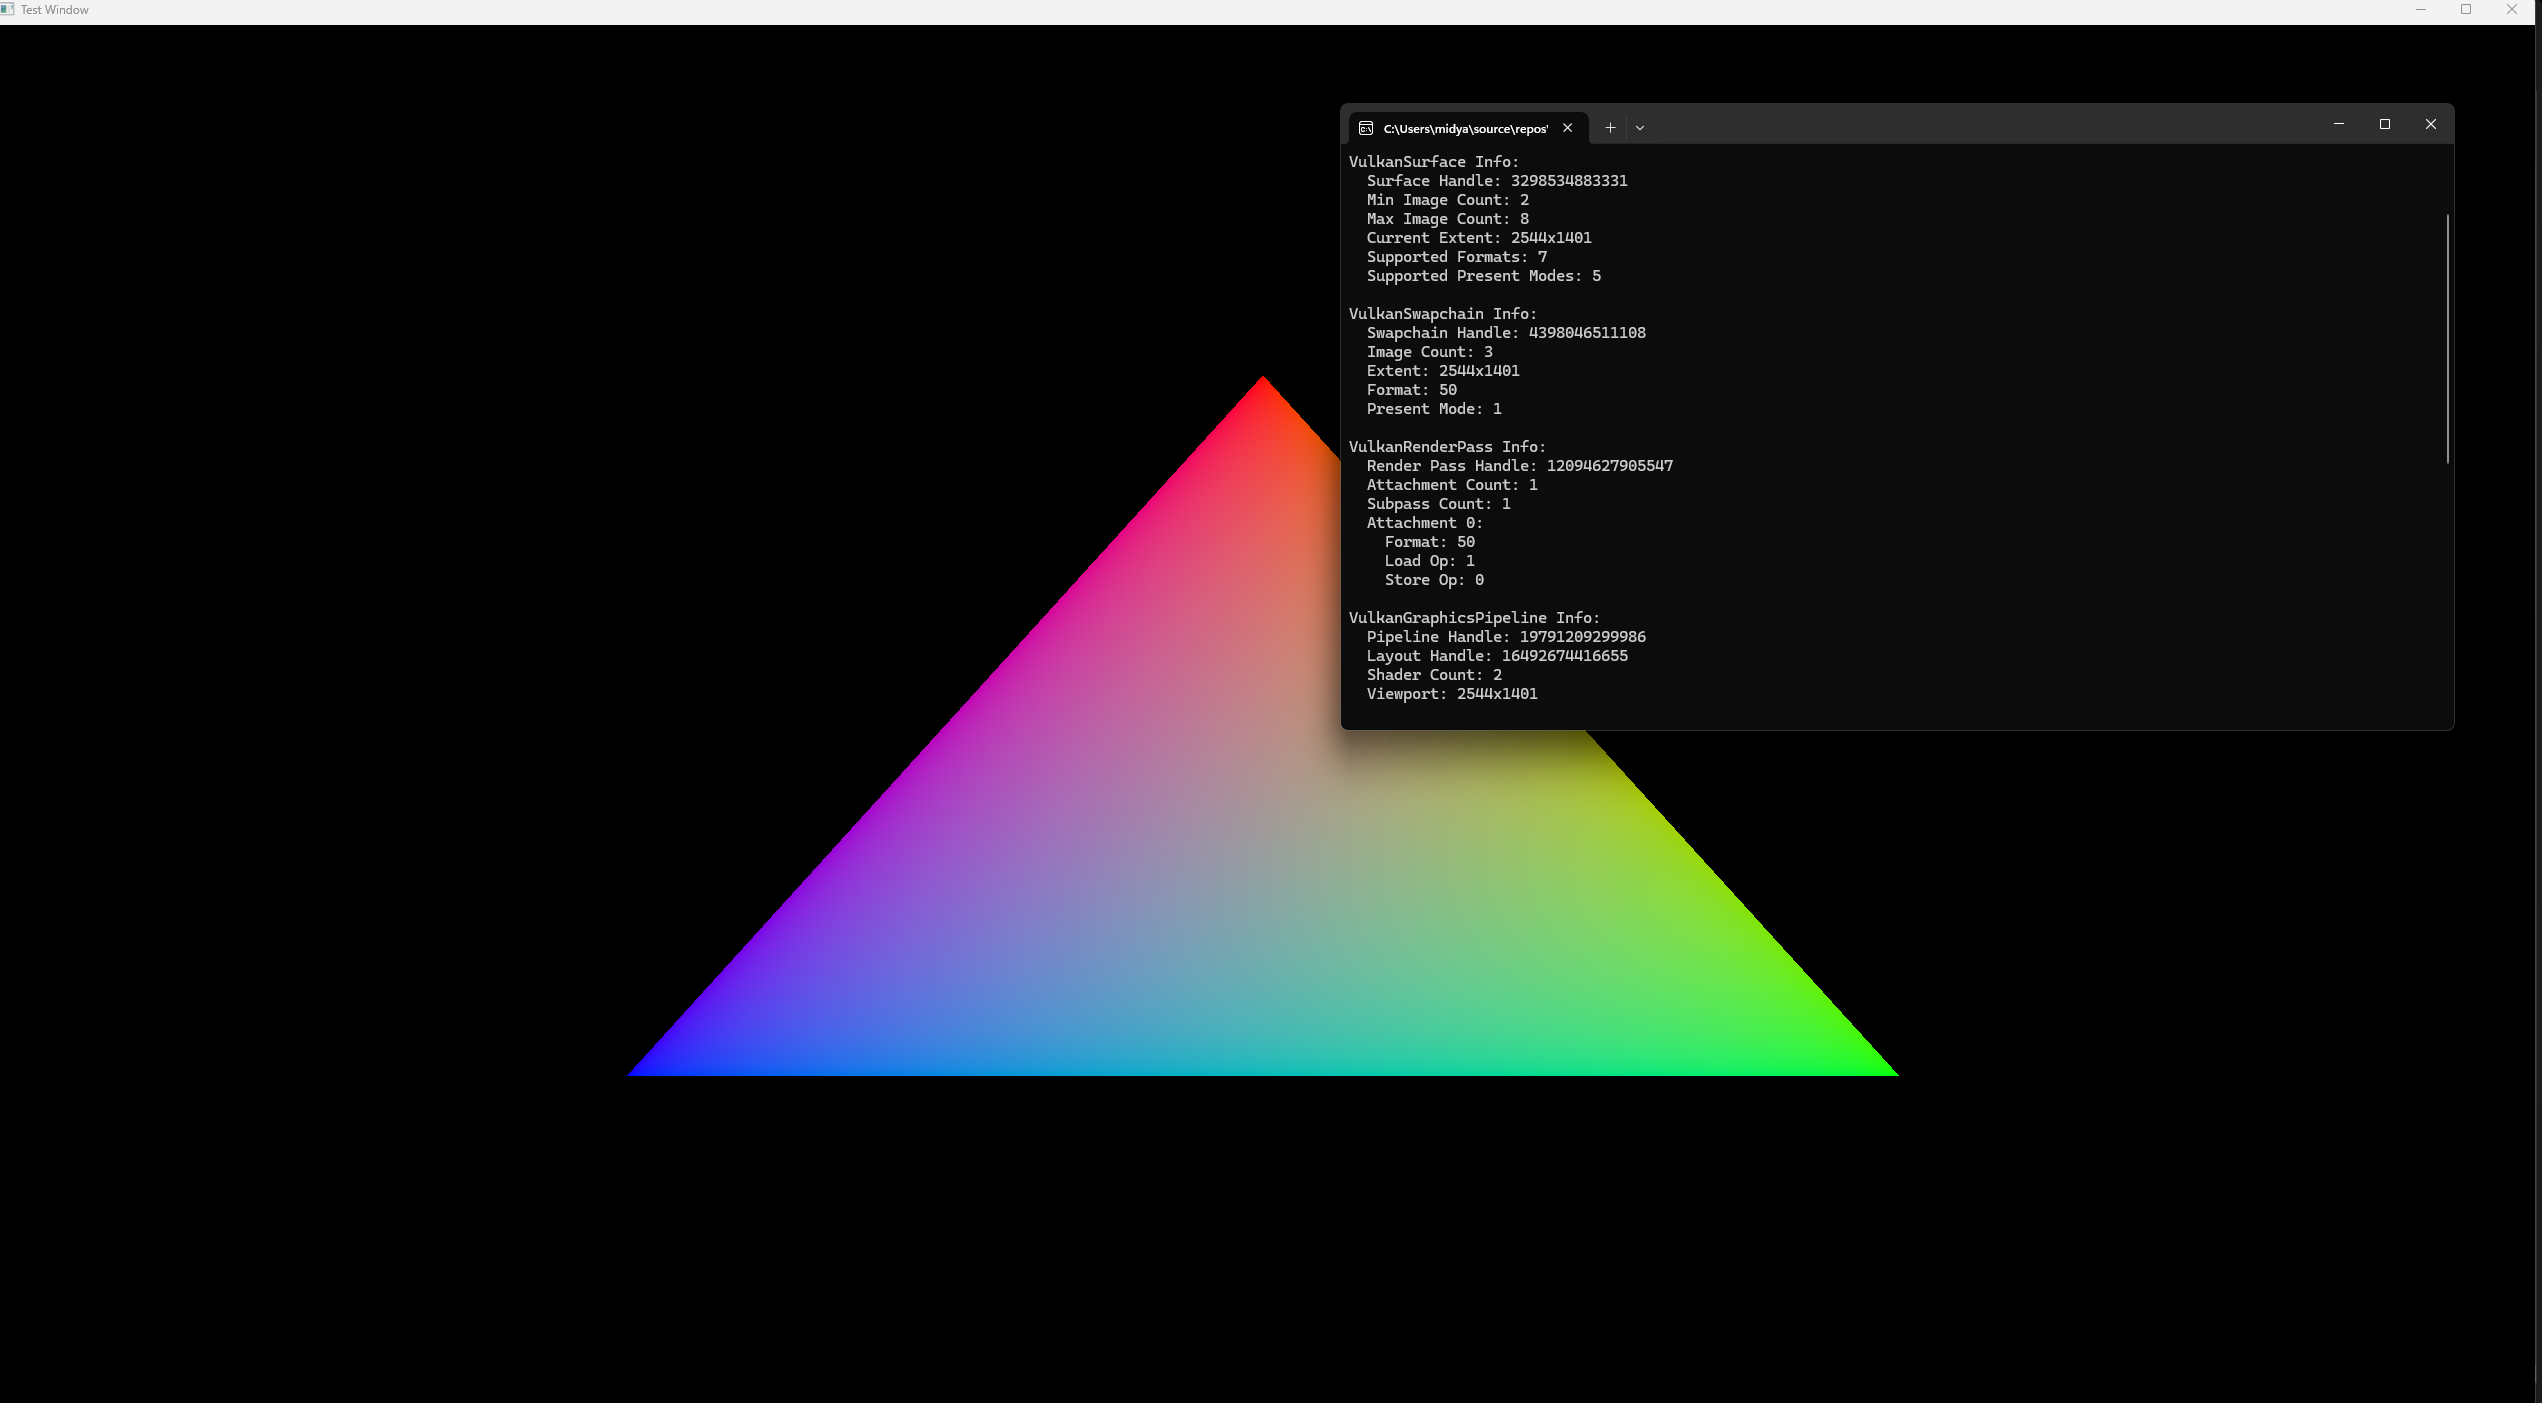 Test Window
C:\Users\midya\source\repos\
VulkanSurface Info:
Surface Handle: 3298534883331
Min Image Count: 2
Max Image Count: 8
Current Extent: 2544x1401
Supported Formats: 7
Supported Present Modes: 5
VulkanSwapchain Info:
Swapchain Handle: 4398046511108
Image Count: 3
Extent: 2544x1401
Format: 50
Present Mode: 1
VulkanRenderPass Info:
Render Pass Handle: 12094627905547
Attachment Count: 1
Subpass Count: 1
Attachment 0:
Format: 50
Load Op: 1
Store Op: 0
VulkanGraphicsPipeline Info:
Pipeline Handle: 19791209299986
Layout Handle: 16492674416655
Shader Count: 2
Viewport: 2544x1401